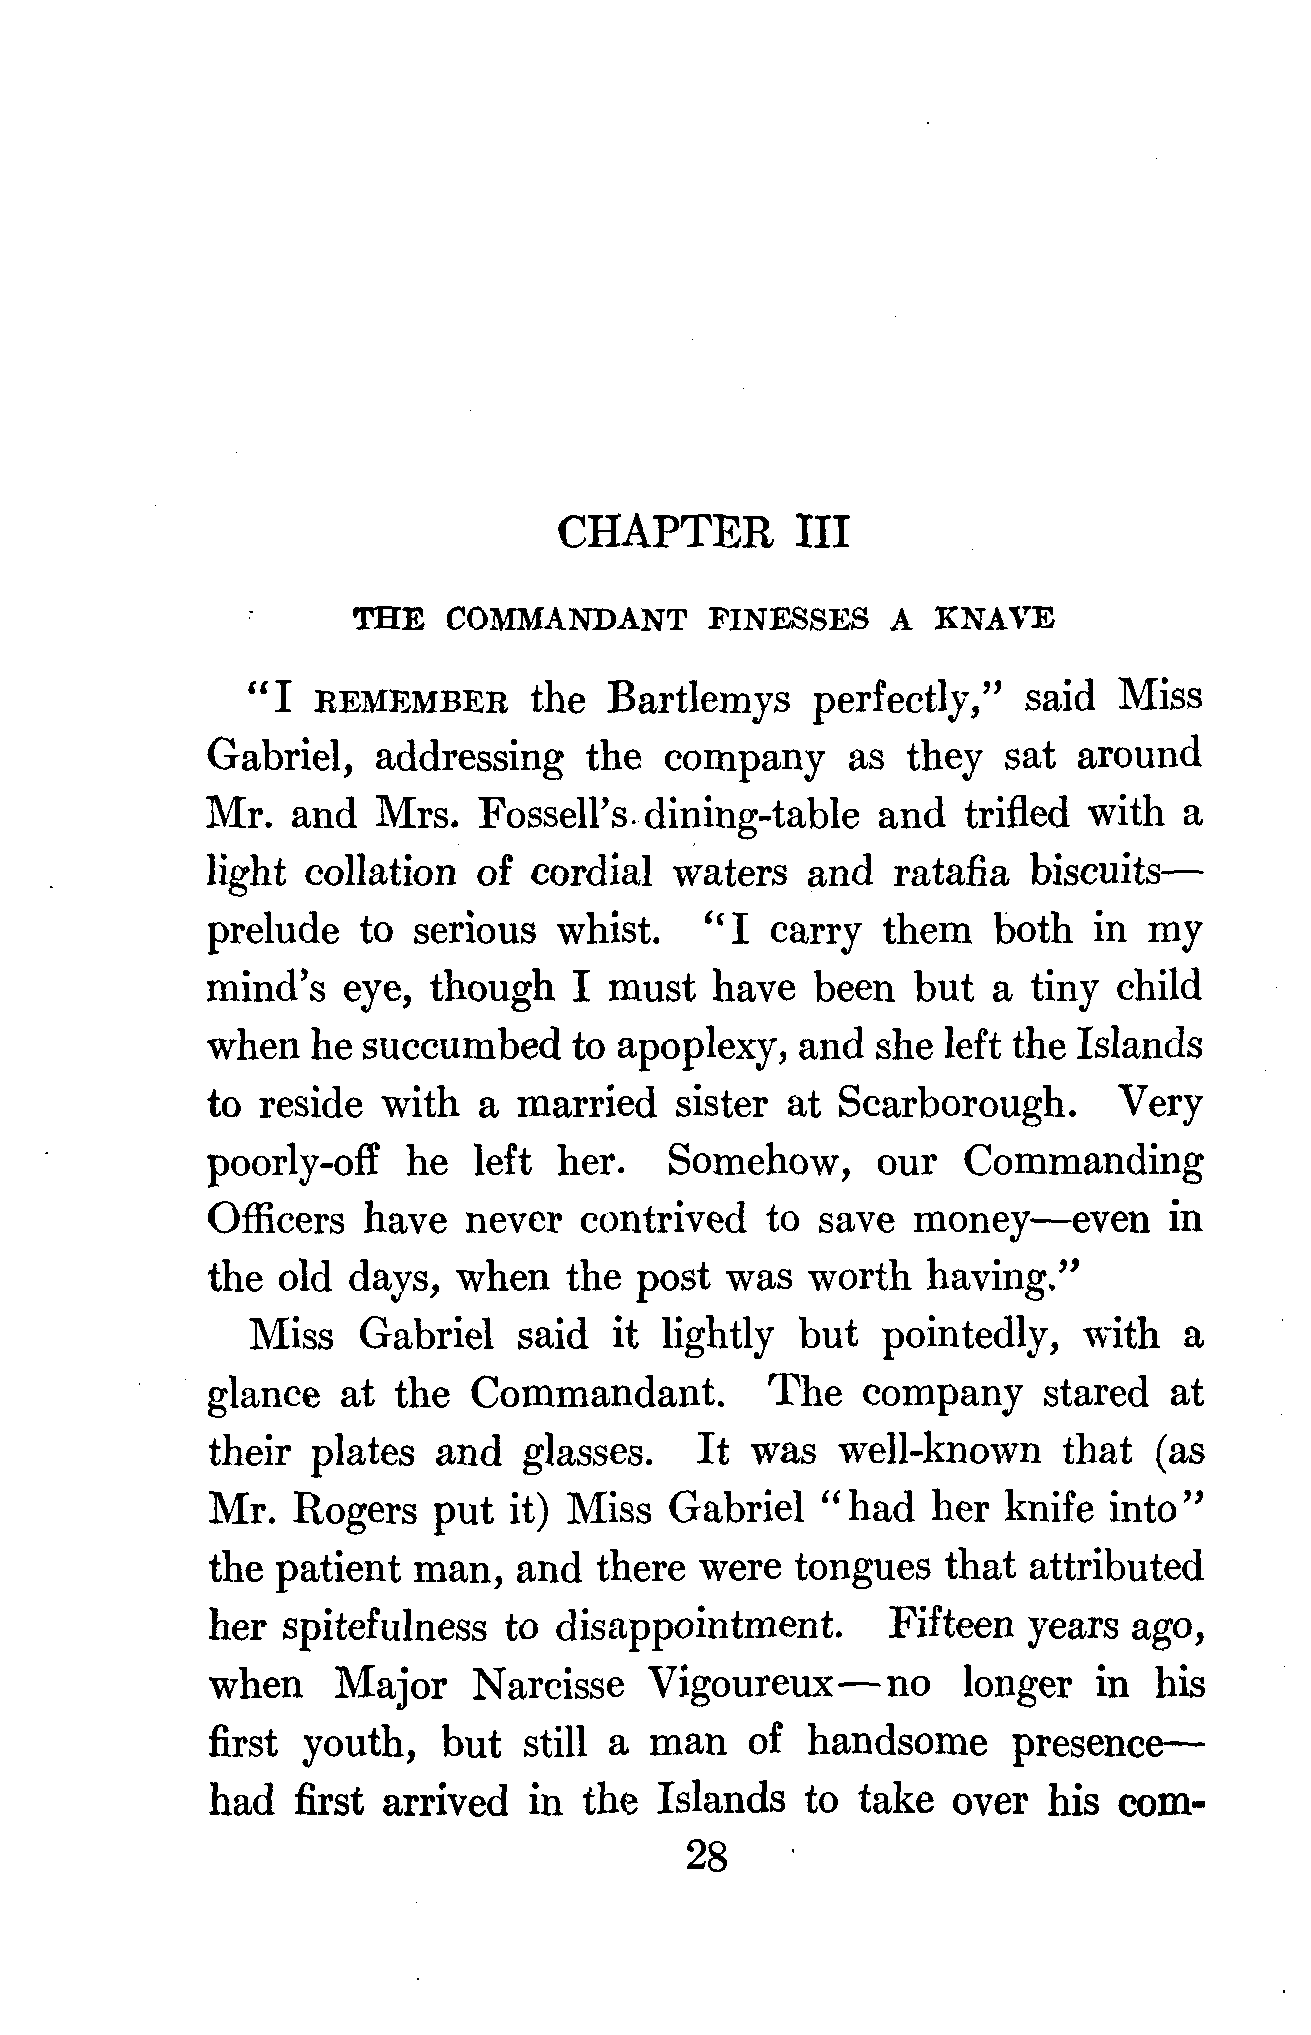 CHAPTER III
THE COMMANDANT FINESSES A KNAVE
"I REMEMBER the Bartlemys perfectly," said Miss
Gabriel, addressing the company as they sat around
Mr. and Mrs. Fossell's dining-table and trifled with a
light collation of cordial waters and ratafia biscuits—
prelude to serious whist. "I carry them both in my
mind's eye, though I must have been but a tiny child
when he succumbed to apoplexy, and she left the Islands
to reside with a married sister at Scarborough. Very
poorly-off he left her. Somehow, our Commanding
Officers have never contrived to save money—even in
the old days, when the post was worth having."
Miss Gabriel said it lightly but pointedly, with a
glance at the Commandant. The company stared at
their plates and glasses. It was well-known that (as
Mr. Rogers put it) Miss Gabriel "had her knife into"
the patient man, and there were tongues that attributed
her spitefulness to disappointment. Fifteen years ago,
when Major Narcisse Vigoureux—no longer in his
first youth, but still a man of handsome presence—
had first arrived in the Islands to take over his com-
28